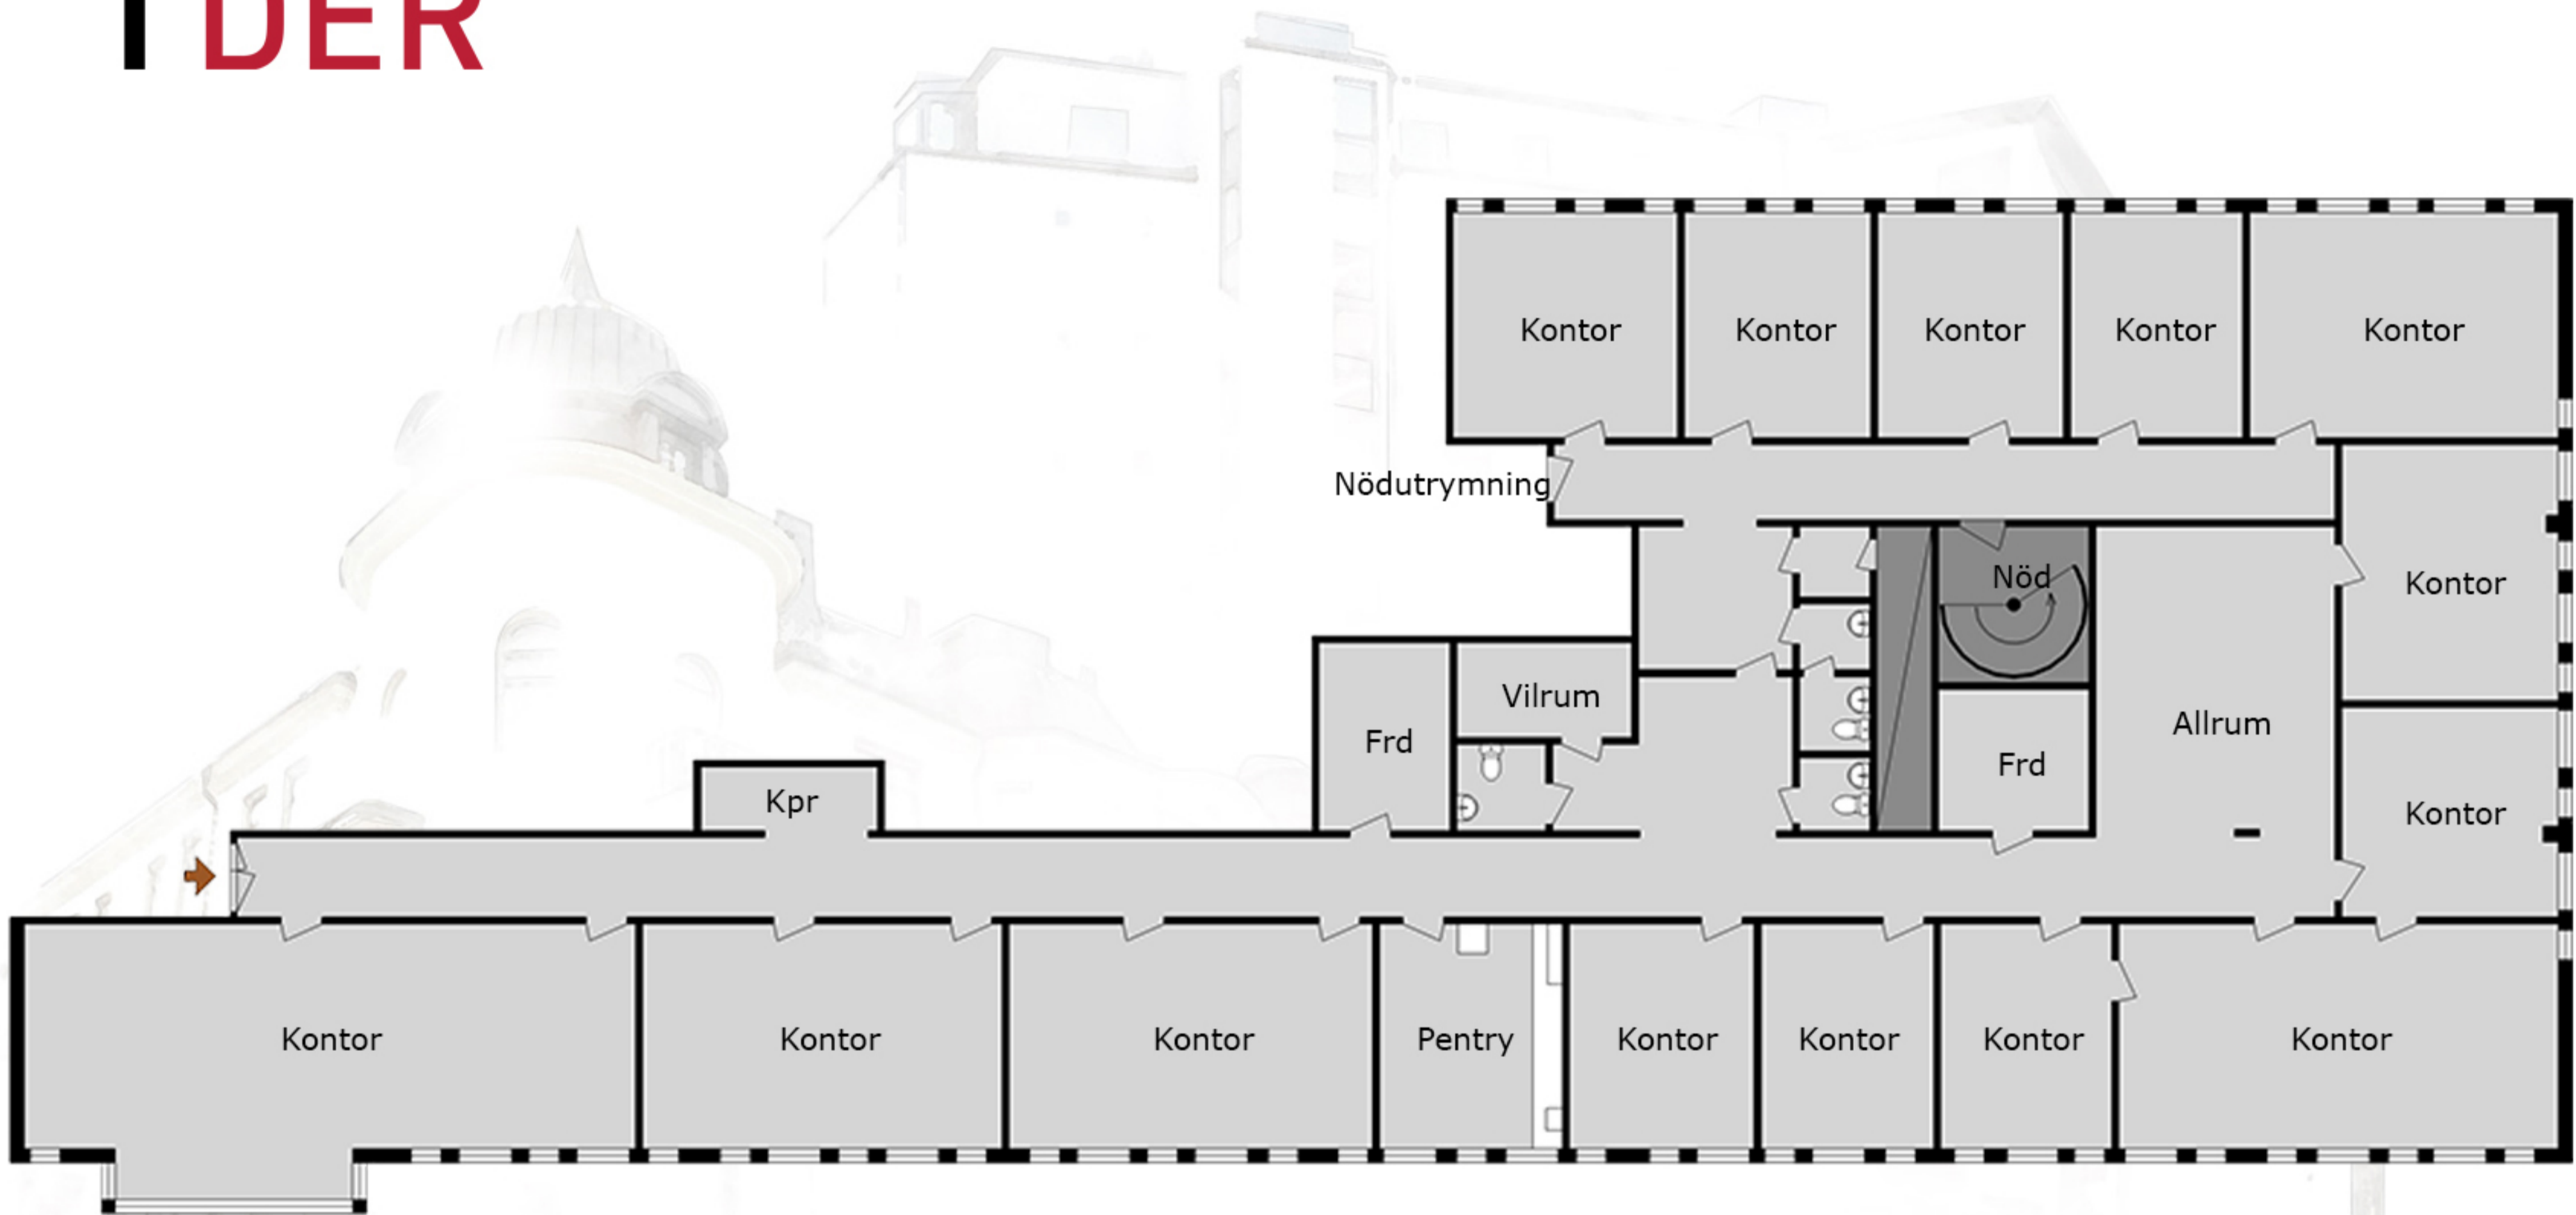 DER
Kontor Kontor Kontor Kontor Kontor
Nödutrymning
Nöd
Kontor
Vilrum
Allrum
Frd
Frd
Kpr
Kontor
Kontor Kontor Kontor Pentry Kontor Kontor Kontor Kontor